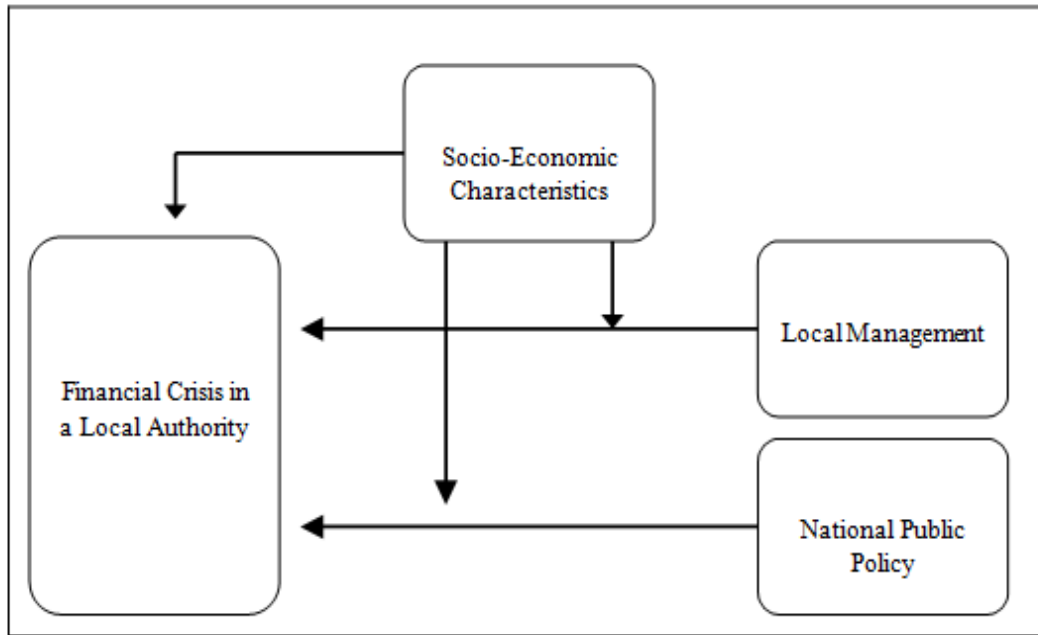 Socio-Economic
Characteristics
Local Management
Financial Crisis in
a Local Authority
National Public
Policy